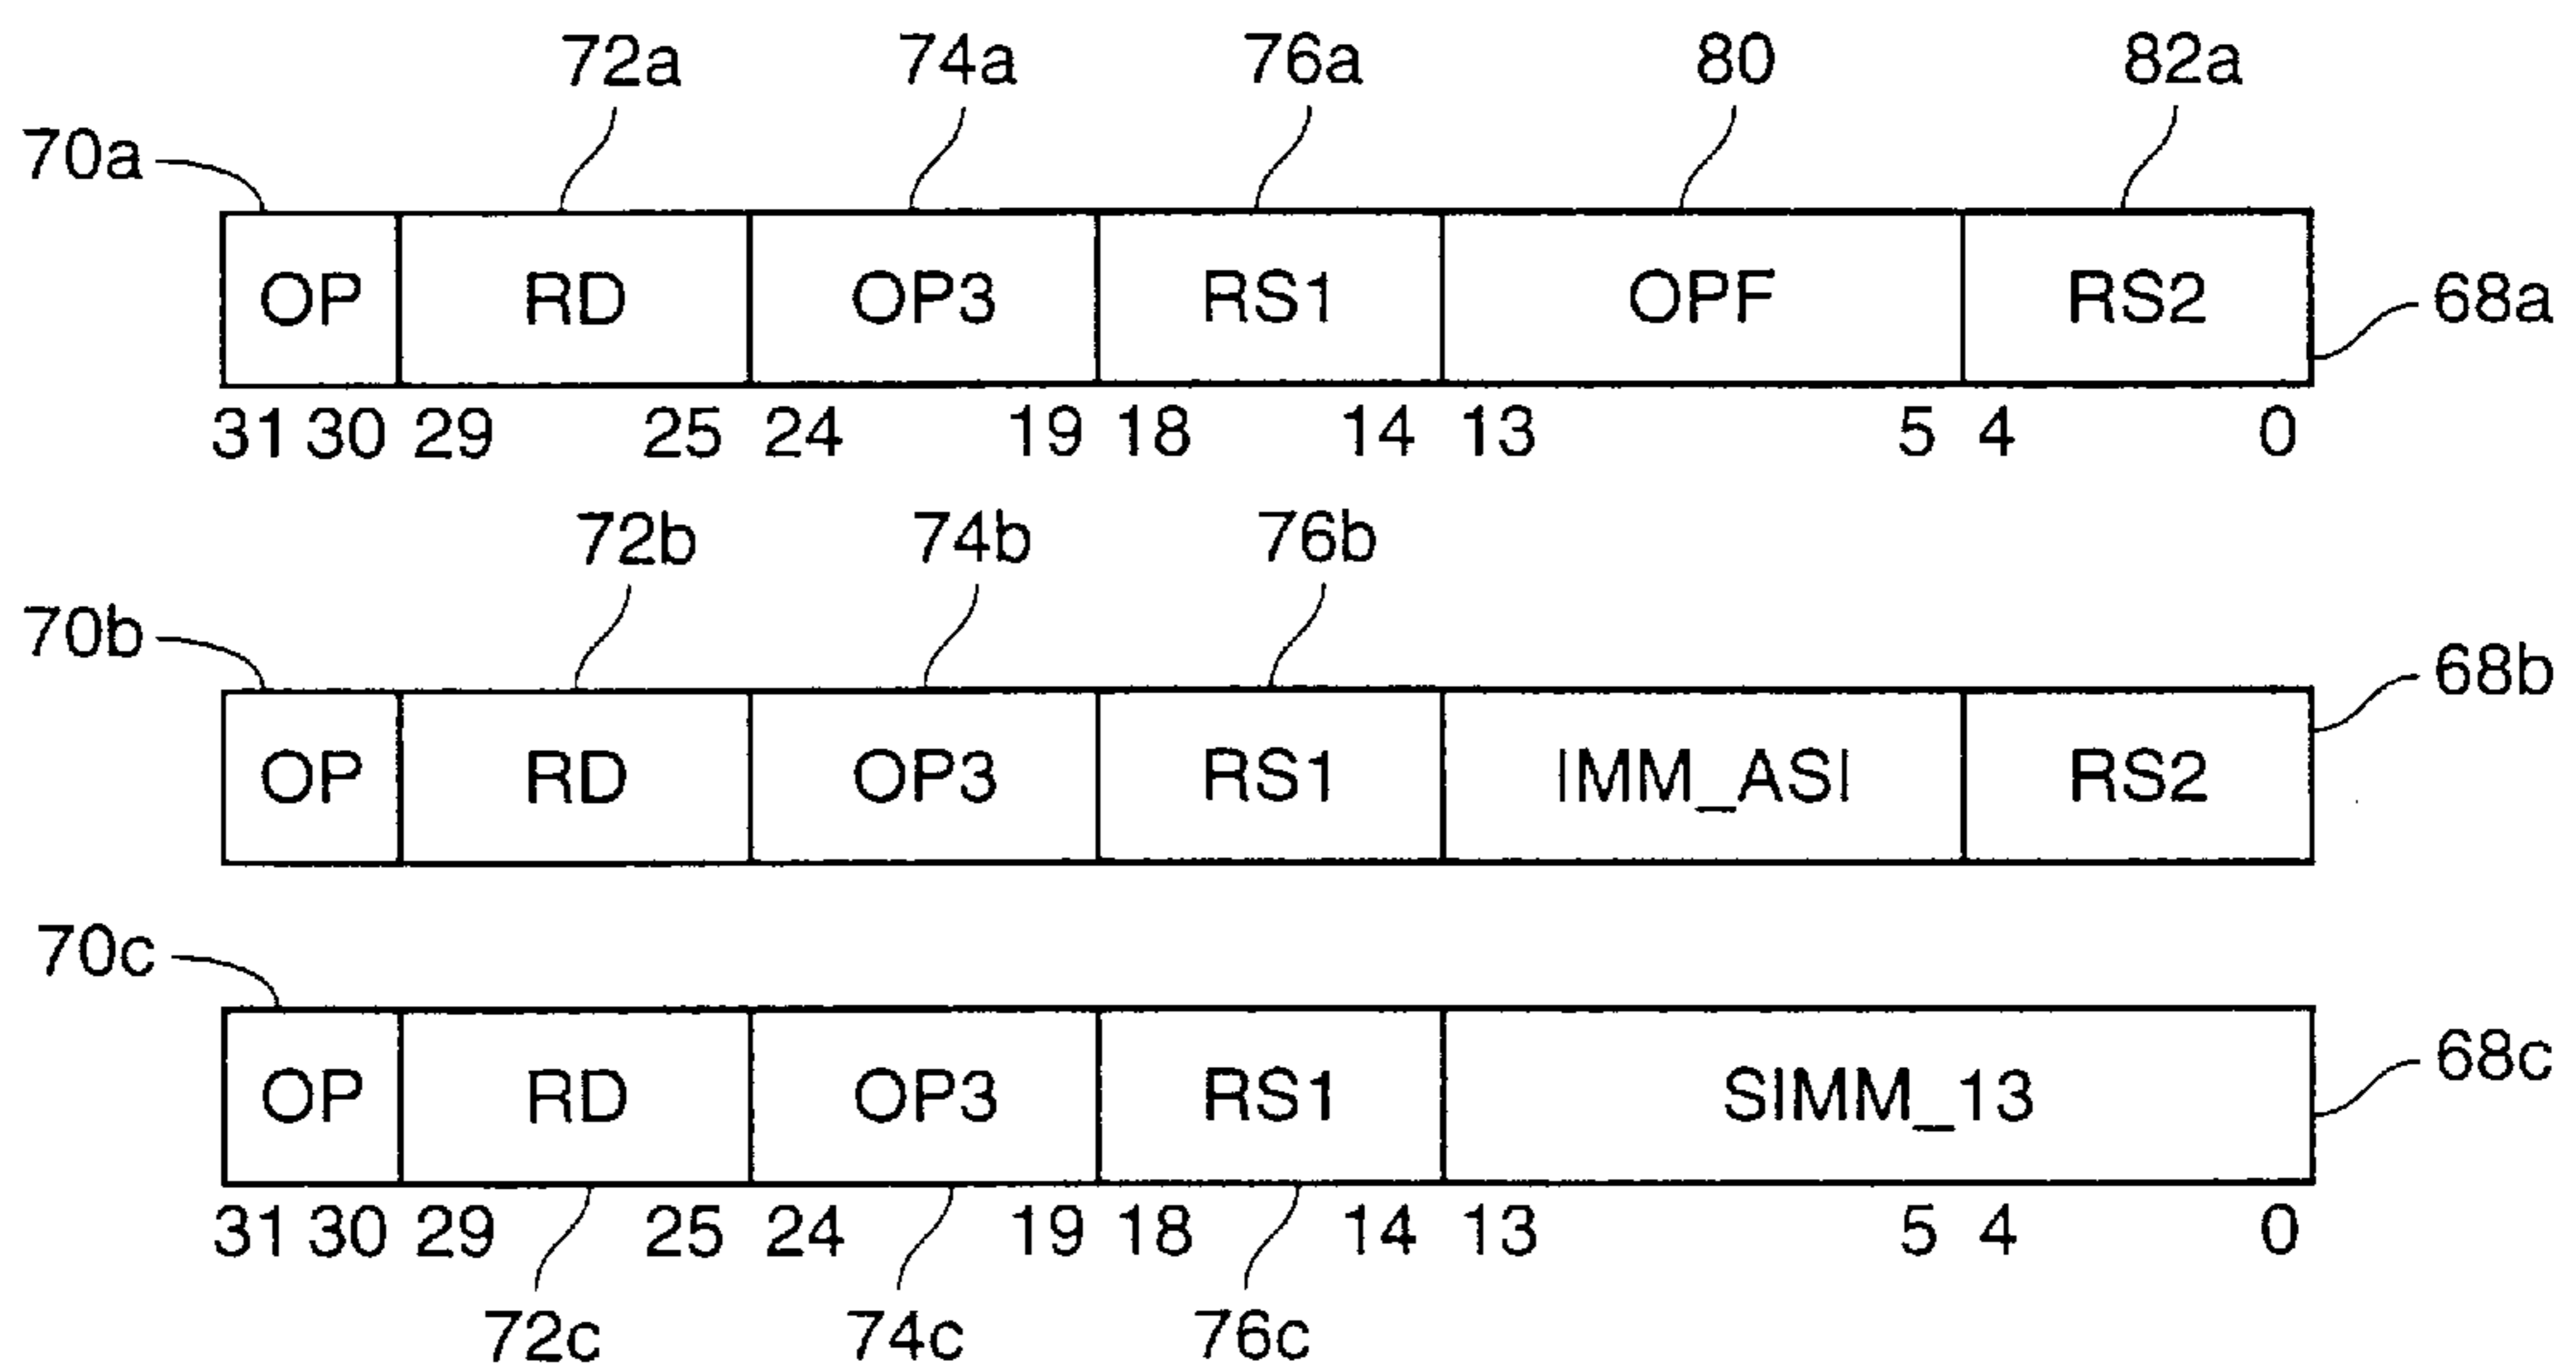 72a 74a 76a 80 82a
70a
OP RD OP3 RS1 OPF RS2 68a
31 30 29 25 24 19 18 14 13 5 4 0
72b 74b 76b
70b
68b
OP RD OP3 RS1 IMM_ASI RS2
70c
OP RD OP3 RS1 SIMM_13 68c
31 30 29 25 24 19 18 14 13 5 4 0
72c 74c 76c